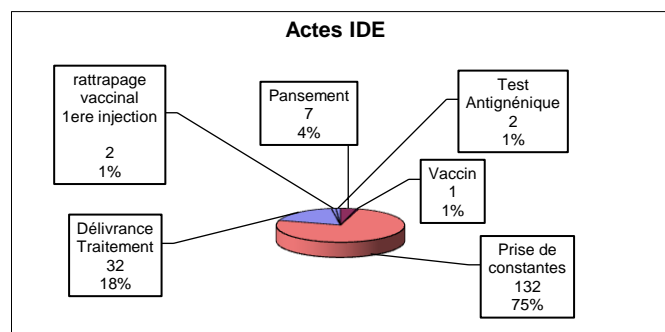 Actes IDE
rattrapage
vaccinal
1ere injection
2
1%
Pansement
7
4%
Test
Antignénique
2
1%
Vaccin
1
1%
Délivrance
Traitement
32
18%
Prise de
constantes
132
75%